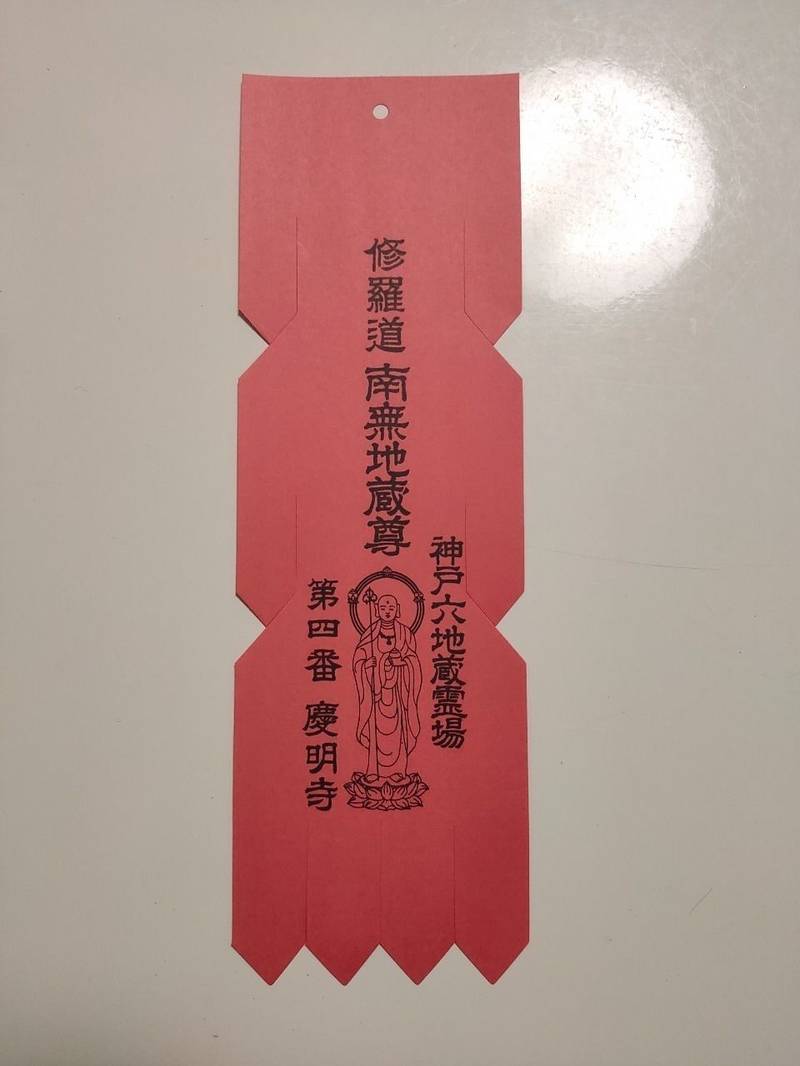 修羅道 南無地蔵尊
神戸六地蔵霊場
第四番 慶明寺